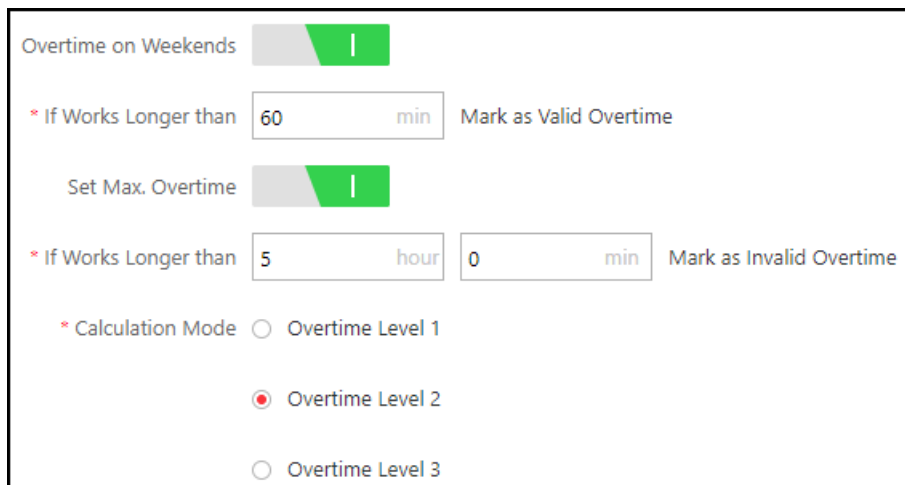 Overtime on Weekends
* If Works Longer than 60 min Mark as Valid Overtime
Set Max. Overtime
* If Works Longer than 5 hour 0 min Mark as Invalid Overtime
* Calculation Mode Overtime Level 1
Overtime Level 2
Overtime Level 3